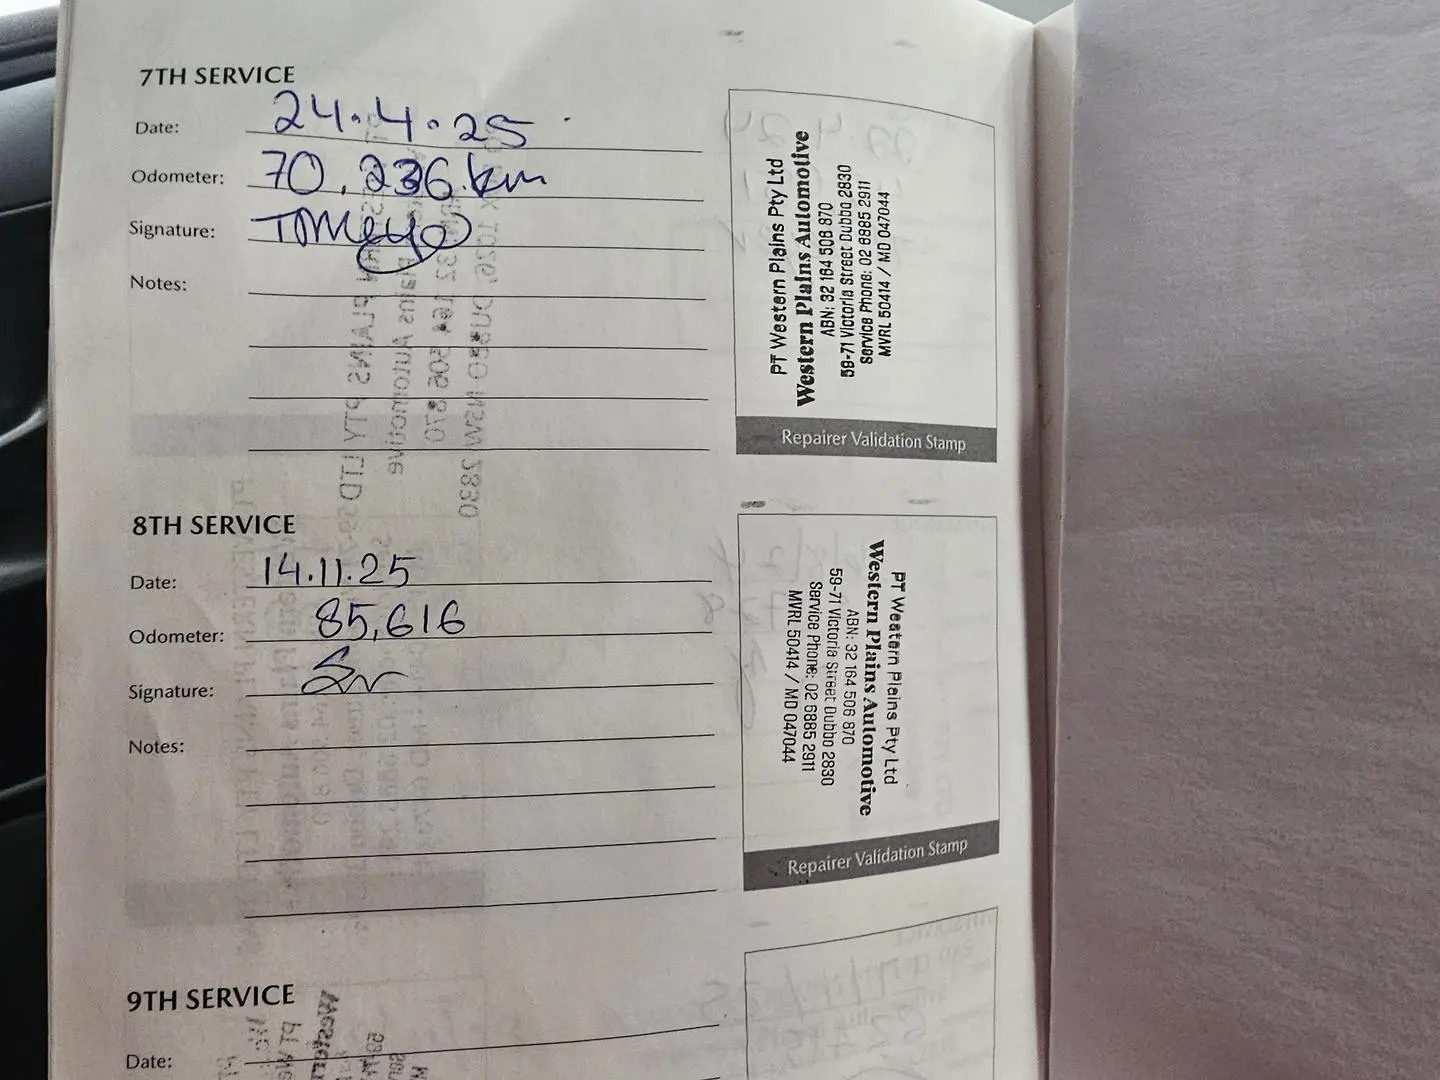 7TH SERVICE
Date: 24.4.25
Odometer: 70,236.km
Signature:
Notes:
PT Western Plains Pty Ltd
Western Plains Automotive
ABN: 32 164 506 870
59-71 Victoria Street Dubbo 2830
Service Phone: 02 6885 2911
MVRL 50414 / MD 047044
Repairer Validation Stamp
8TH SERVICE
Date: 14.11.25
Odometer: 85,616
Signature:
Notes:
PT Western Plains Pty Ltd
Western Plains Automotive
ABN: 32 164 506 870
59-71 Victoria Street Dubbo 2830
Service Phone: 02 6885 2911
MVRL 50414 / MD 047044
Repairer Validation Stamp
9TH SERVICE
Date: